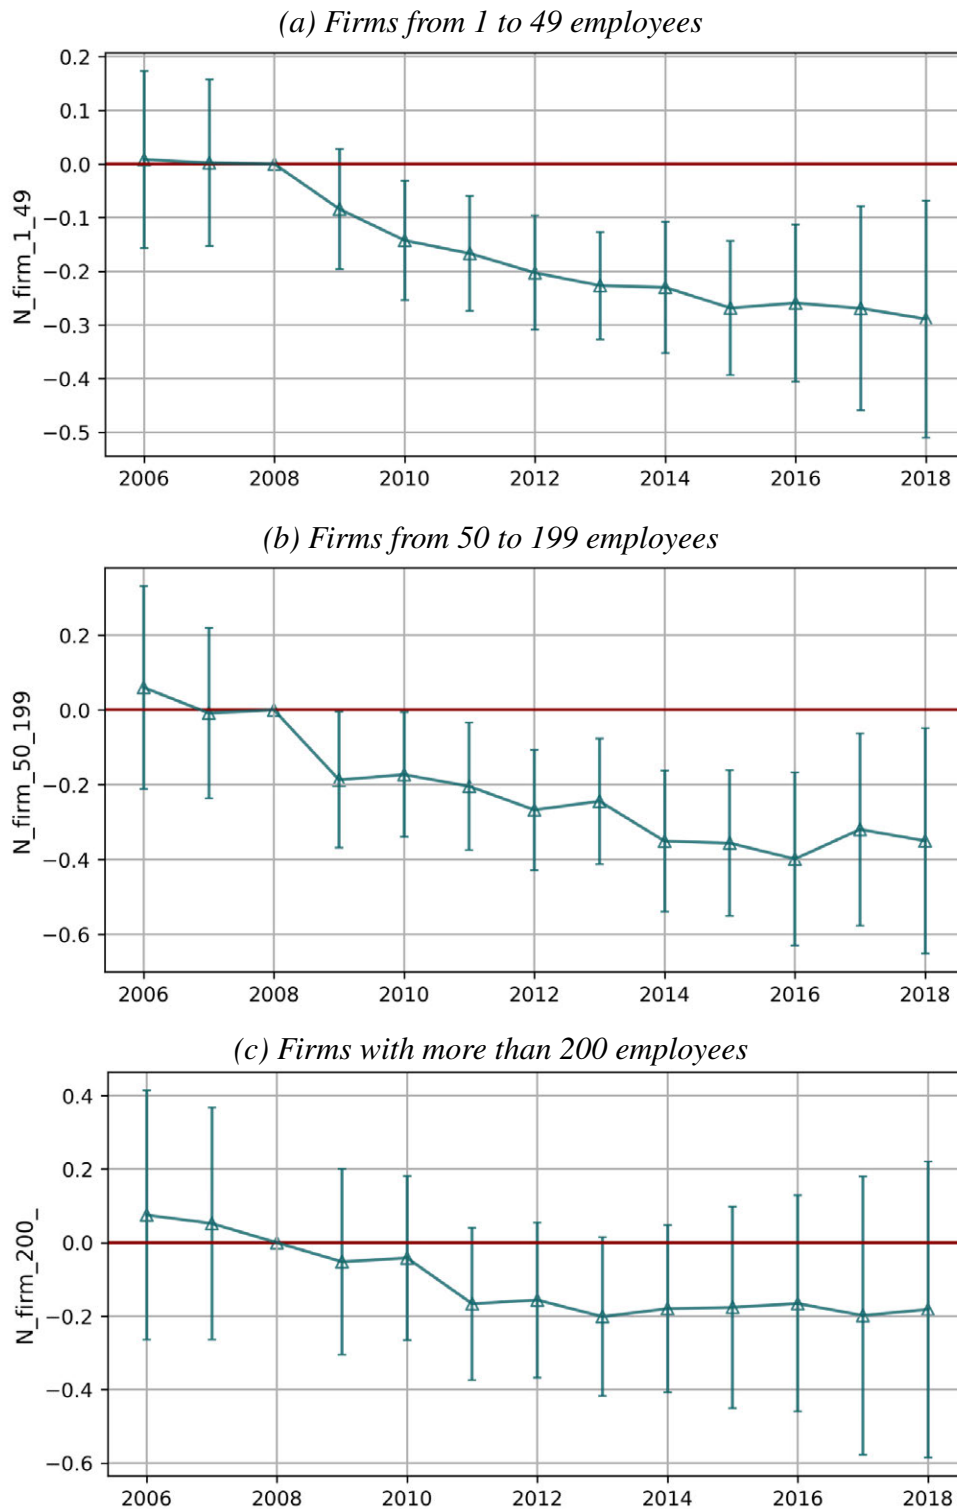 (a) Firms from 1 to 49 employees
0.2
0.1
0.0
−0.1
−0.2
−0.3
−0.4
−0.5
N_firm_1_49
2006 2008 2010 2012 2014 2016 2018
(b) Firms from 50 to 199 employees
0.2
0.0
−0.2
−0.4
−0.6
N_firm_50_199
2006 2008 2010 2012 2014 2016 2018
(c) Firms with more than 200 employees
0.4
0.2
0.0
−0.2
−0.4
−0.6
N_firm_200_
2006 2008 2010 2012 2014 2016 2018